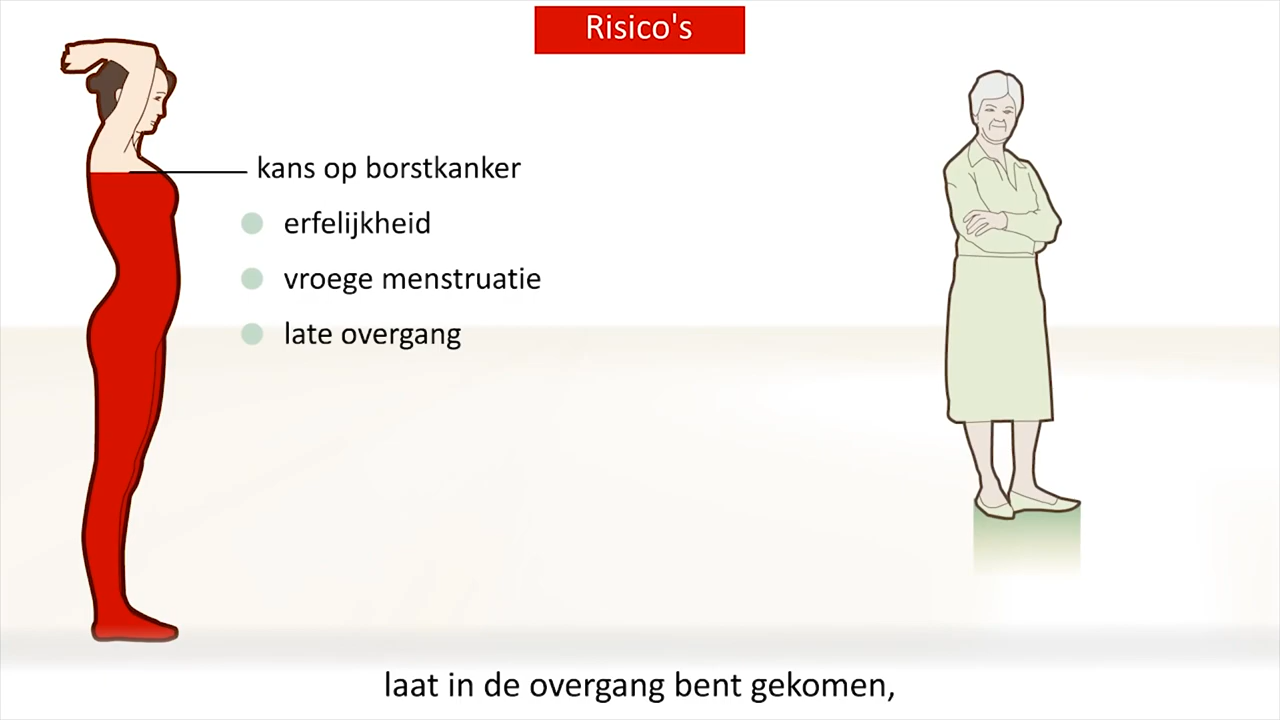 Risico's
kans op borstkanker
erfelijkheid
vroege menstruatie
late overgang
laat in de overgang bent gekomen,